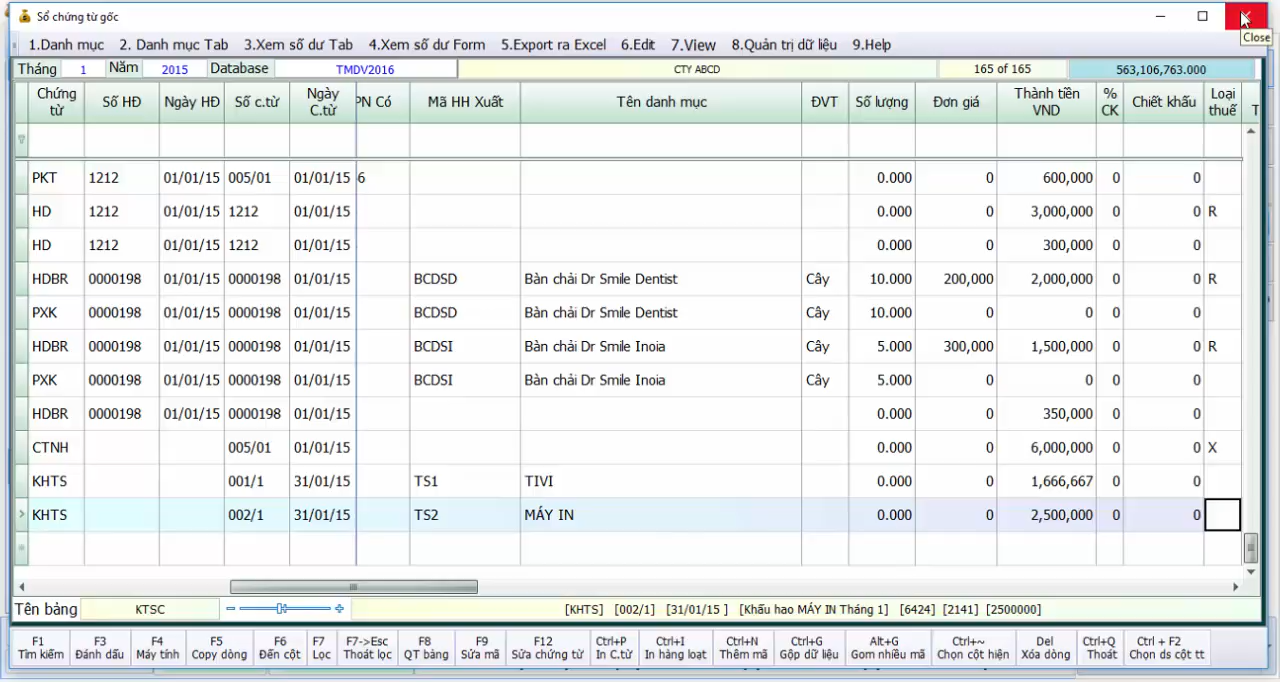 Sổ chứng từ gốc
Close
1.Danh mục 2. Danh mục Tab 3.Xem số dư Tab 4.Xem số dư Form 5.Export ra Excel 6.Edit 7.View 8.Quản trị dữ liệu 9.Help
Tháng 1 Năm 2015 Database TMDV2016 CTY ABCD 165 of 165 563,106,763.000
Chứng từ Số HĐ Ngày HĐ Số c.từ Ngày C.từ PN Có Mã HH Xuất Tên danh mục ĐVT Số lượng Đơn giá Thành tiền VND % CK Chiết khấu Loại thuế T
PKT 1212 01/01/15 005/01 01/01/15 6 0.000 0 600,000 0 0
HD 1212 01/01/15 1212 01/01/15 0.000 0 3,000,000 0 0 R
HD 1212 01/01/15 1212 01/01/15 0.000 0 300,000 0 0
HDBR 0000198 01/01/15 0000198 01/01/15 BCDSD Bàn chải Dr Smile Dentist Cây 10.000 200,000 2,000,000 0 0 R
PXK 0000198 01/01/15 0000198 01/01/15 BCDSD Bàn chải Dr Smile Dentist Cây 10.000 0 0 0 0
HDBR 0000198 01/01/15 0000198 01/01/15 BCDSI Bàn chải Dr Smile Inoia Cây 5.000 300,000 1,500,000 0 0 R
PXK 0000198 01/01/15 0000198 01/01/15 BCDSI Bàn chải Dr Smile Inoia Cây 5.000 0 0 0 0
HDBR 0000198 01/01/15 0000198 01/01/15 0.000 0 350,000 0 0
CTNH 005/01 01/01/15 0.000 0 6,000,000 0 0 X
KHTS 001/1 31/01/15 TS1 TIVI 0.000 0 1,666,667 0 0
KHTS 002/1 31/01/15 TS2 MÁY IN 0.000 0 2,500,000 0 0
Tên bảng KTSC [KHTS] [002/1] [31/01/15 ] [Khấu hao MÁY IN Tháng 1] [6424] [2141] [2500000]
F1 F3 F4 F5 F6 F7 F7->Esc F8 F9 F12 Ctrl+P Ctrl+I Ctrl+N Ctrl+G Alt+G Ctrl+~ Del Ctrl+Q Ctrl + F2
Tìm kiếm Đánh dấu Máy tính Copy dòng Đến cột Lọc Thoát lọc QT bảng Sửa mã Sửa chứng từ In C.từ In hàng loạt Thêm mã Gộp dữ liệu Gom nhiều mã Chọn cột hiện Xóa dòng Thoát Chọn ds cột tt